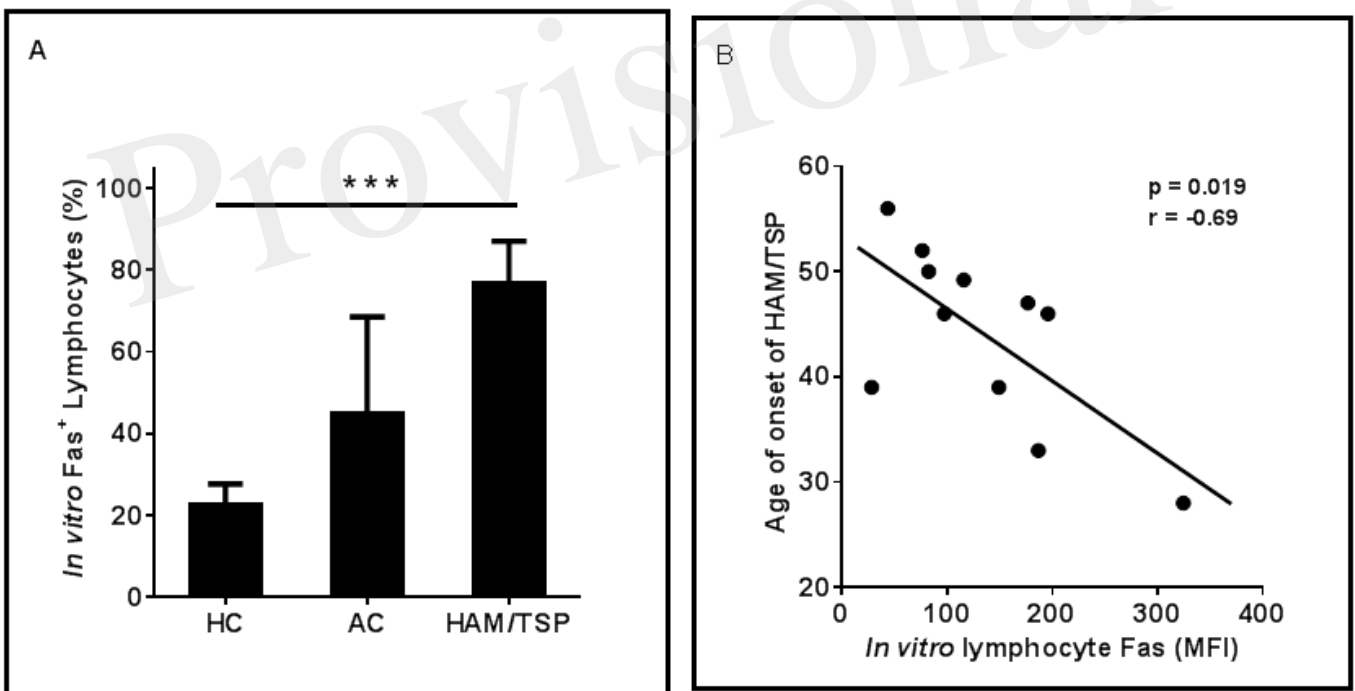 Provisional
A
In vitro Fas+ Lymphocytes (%)
100
80
60
40
20
0
***
HC AC HAM/TSP
B
Age of onset of HAM/TSP
60
50
40
30
20
p = 0.019
r = -0.69
0 100 200 300 400
In vitro lymphocyte Fas (MFI)